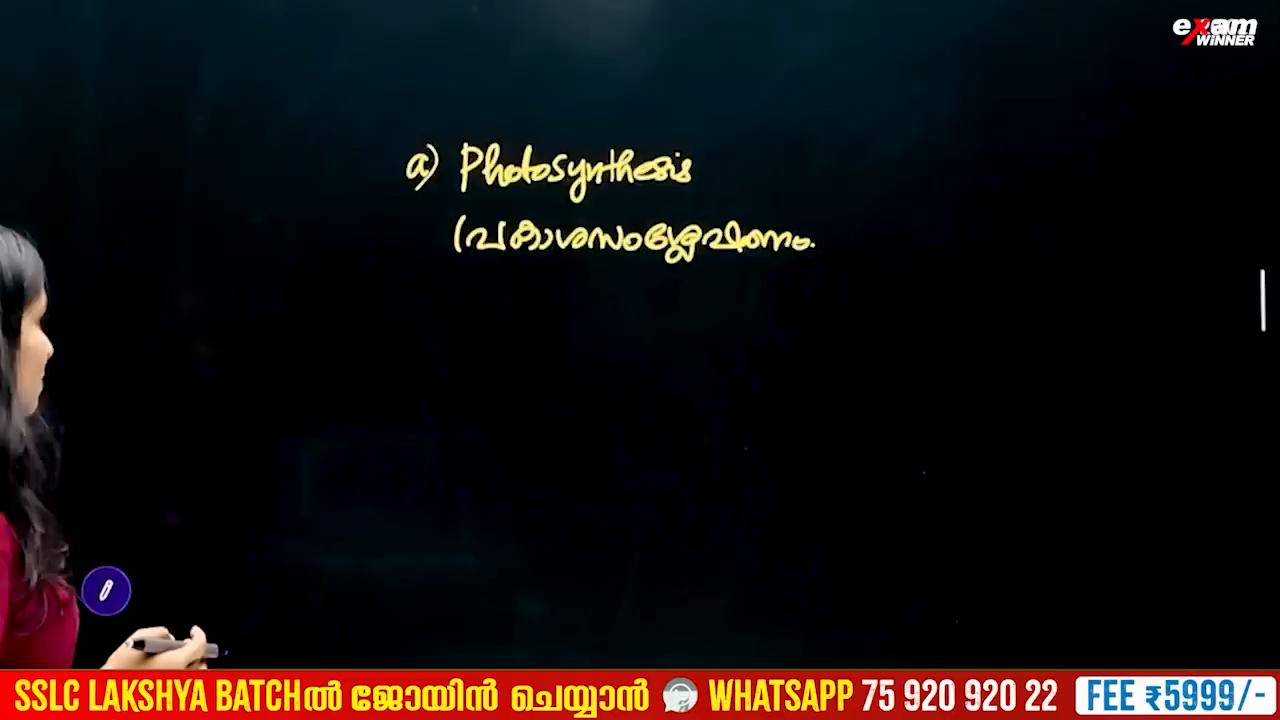 exam
WINNER
a) Photosynthesis
(പ്രകാശസംശ്ലേഷണം.
SSLC LAKSHYA BATCHൽ ജോയിൻ ചെയ്യാൻ WHATSAPP 75 920 920 22 FEE ₹5999/-